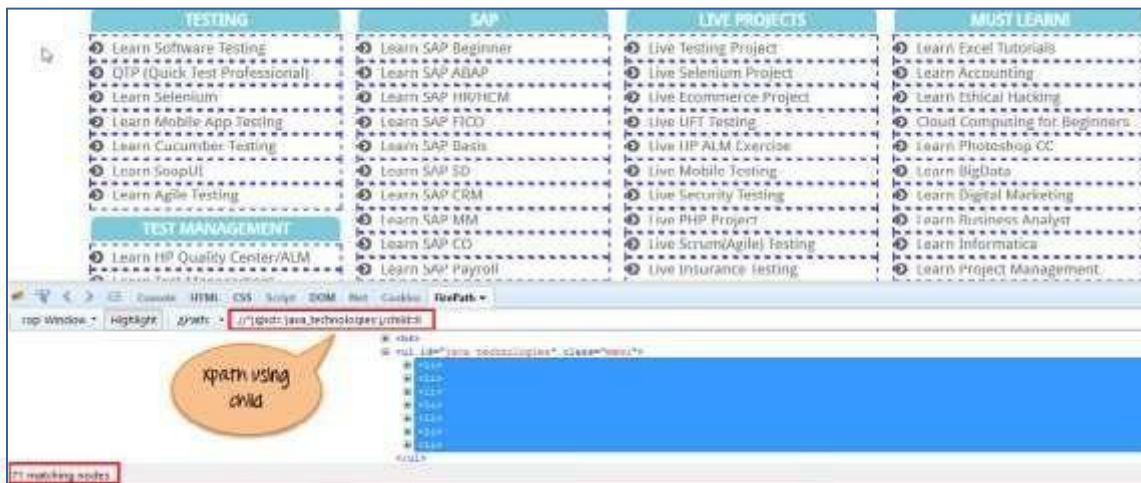 TESTING
Learn Software Testing
QTP (Quick Test Professional)
Learn Selenium
Learn Mobile App Testing
Learn Cucumber Testing
Learn SoapUI
Learn Agile Testing
TEST MANAGEMENT
Learn HP Quality Center/ALM
Learn Test Management
SAP
Learn SAP Beginner
Learn SAP ABAP
Learn SAP HR/HCM
Learn SAP FICO
Learn SAP Basis
Learn SAP SD
Learn SAP CRM
Learn SAP MM
Learn SAP CO
Learn SAP Payroll
LIVE PROJECTS
Live Testing Project
Live Selenium Project
Live Ecommerce Project
Live UFT Testing
Live HP ALM Exercise
Live Mobile Testing
Live Security Testing
Live PHP Project
Live Scrum(Agile) Testing
Live Insurance Testing
MUST LEARN!
Learn Excel Tutorials
Learn Accounting
Learn Ethical Hacking
Cloud Computing for Beginners
Learn Photoshop CC
Learn BigData
Learn Digital Marketing
Learn Business Analyst
Learn Informatica
Learn Project Management
Console HTML CSS Script DOM Net Cookies FirePath
Top Window Highlight XPath:
<ul id="java_technologies" class="menu">
<li>
<li>
<li>
<li>
<li>
<li>
<li>
</ul>
xpath using
child
71 matching nodes